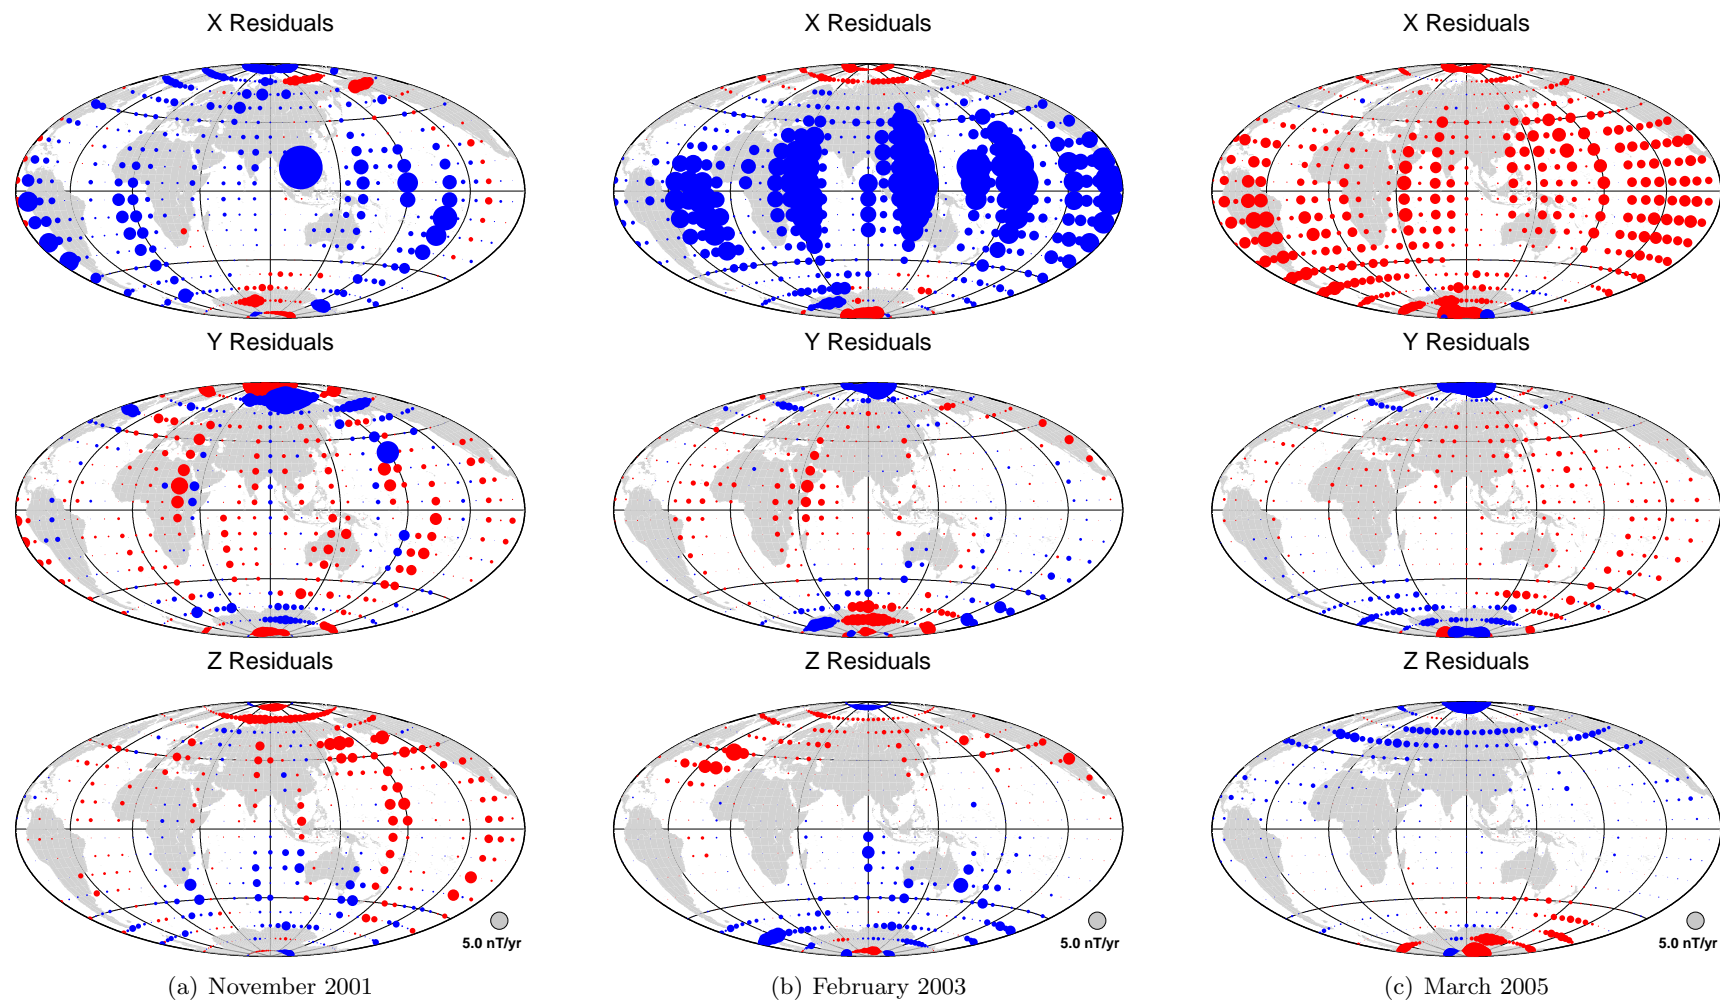 X Residuals
X Residuals
X Residuals
Y Residuals
Y Residuals
Y Residuals
Z Residuals
Z Residuals
Z Residuals
5.0 nT/yr
5.0 nT/yr
5.0 nT/yr
(a) November 2001
(b) February 2003
(c) March 2005